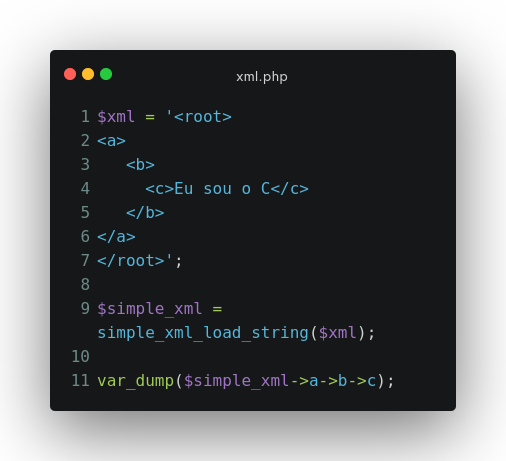 xml.php
1 $xml = '<root>
2 <a>
3    <b>
4      <c>Eu sou o C</c>
5    </b>
6 </a>
7 </root>';
8
9 $simple_xml =
simple_xml_load_string($xml);
10
11 var_dump($simple_xml->a->b->c);